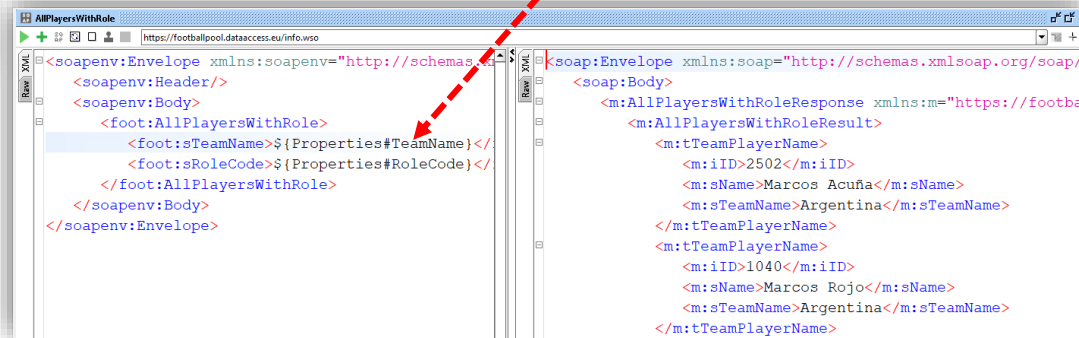 AllPlayersWithRole
https://footballpool.dataaccess.eu/info.wso
XML
Raw
<soapenv:Envelope xmlns:soapenv="http://schemas.xm
<soapenv:Header/>
<soapenv:Body>
<foot:AllPlayersWithRole>
<foot:sTeamName>${Properties#TeamName}</
<foot:sRoleCode>${Properties#RoleCode}</
</foot:AllPlayersWithRole>
</soapenv:Body>
</soapenv:Envelope>
XML
Raw
<soap:Envelope xmlns:soap="http://schemas.xmlsoap.org/soap/
<soap:Body>
<m:AllPlayersWithRoleResponse xmlns:m="https://footba
<m:AllPlayersWithRoleResult>
<m:tTeamPlayerName>
<m:iID>2502</m:iID>
<m:sName>Marcos Acuña</m:sName>
<m:sTeamName>Argentina</m:sTeamName>
</m:tTeamPlayerName>
<m:tTeamPlayerName>
<m:iID>1040</m:iID>
<m:sName>Marcos Rojo</m:sName>
<m:sTeamName>Argentina</m:sTeamName>
</m:tTeamPlayerName>